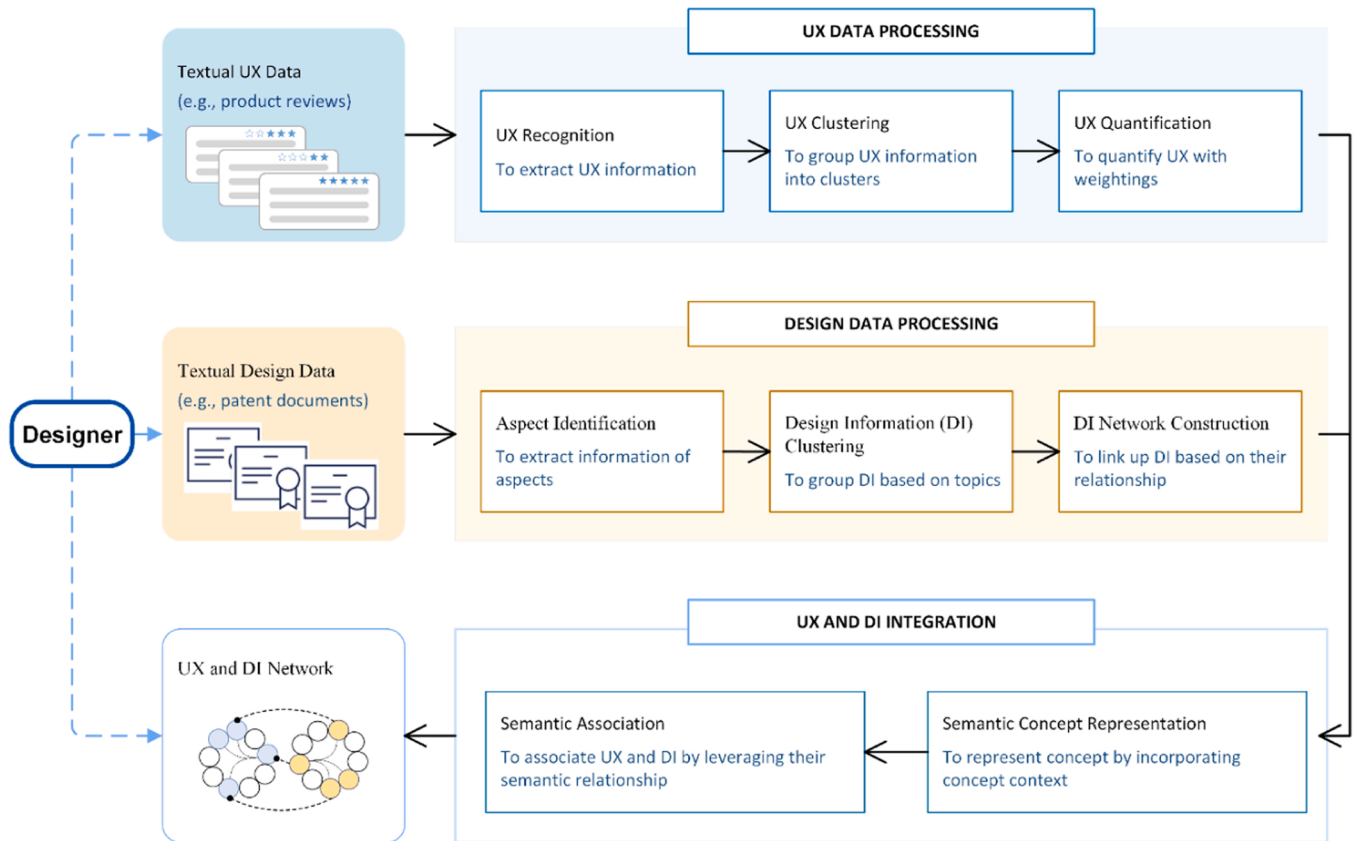 UX DATA PROCESSING
Textual UX Data
(e.g., product reviews)
UX Recognition
To extract UX information
UX Clustering
To group UX information
into clusters
UX Quantification
To quantify UX with
weightings
DESIGN DATA PROCESSING
Designer
Textual Design Data
(e.g., patent documents)
Aspect Identification
To extract information of
aspects
Design Information (DI)
Clustering
To group DI based on topics
DI Network Construction
To link up DI based on their
relationship
UX AND DI INTEGRATION
UX and DI Network
Semantic Association
To associate UX and DI by leveraging their
semantic relationship
Semantic Concept Representation
To represent concept by incorporating
concept context